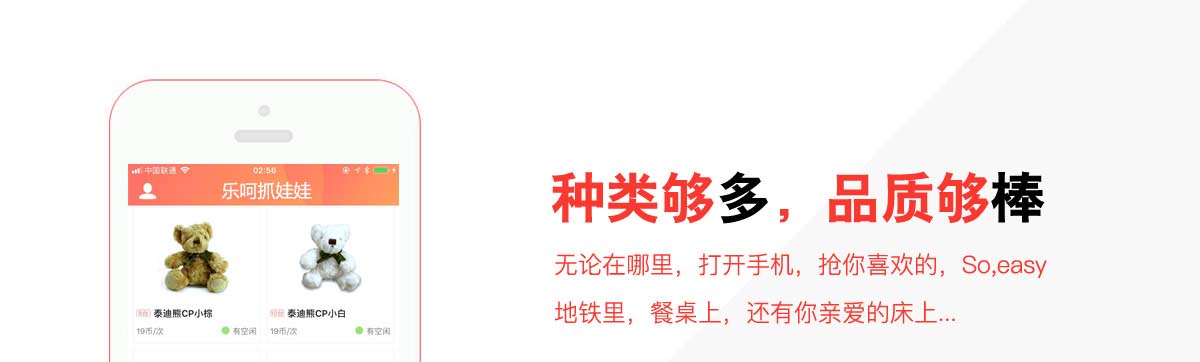 中国联通 02:56
乐呵抓娃娃
泰迪熊CP小棕
19币/次 有空闲
泰迪熊CP小白
19币/次 有空闲
种类够多，品质够棒
无论在哪里，打开手机，抢你喜欢的，So,easy
地铁里，餐桌上，还有你亲爱的床上...